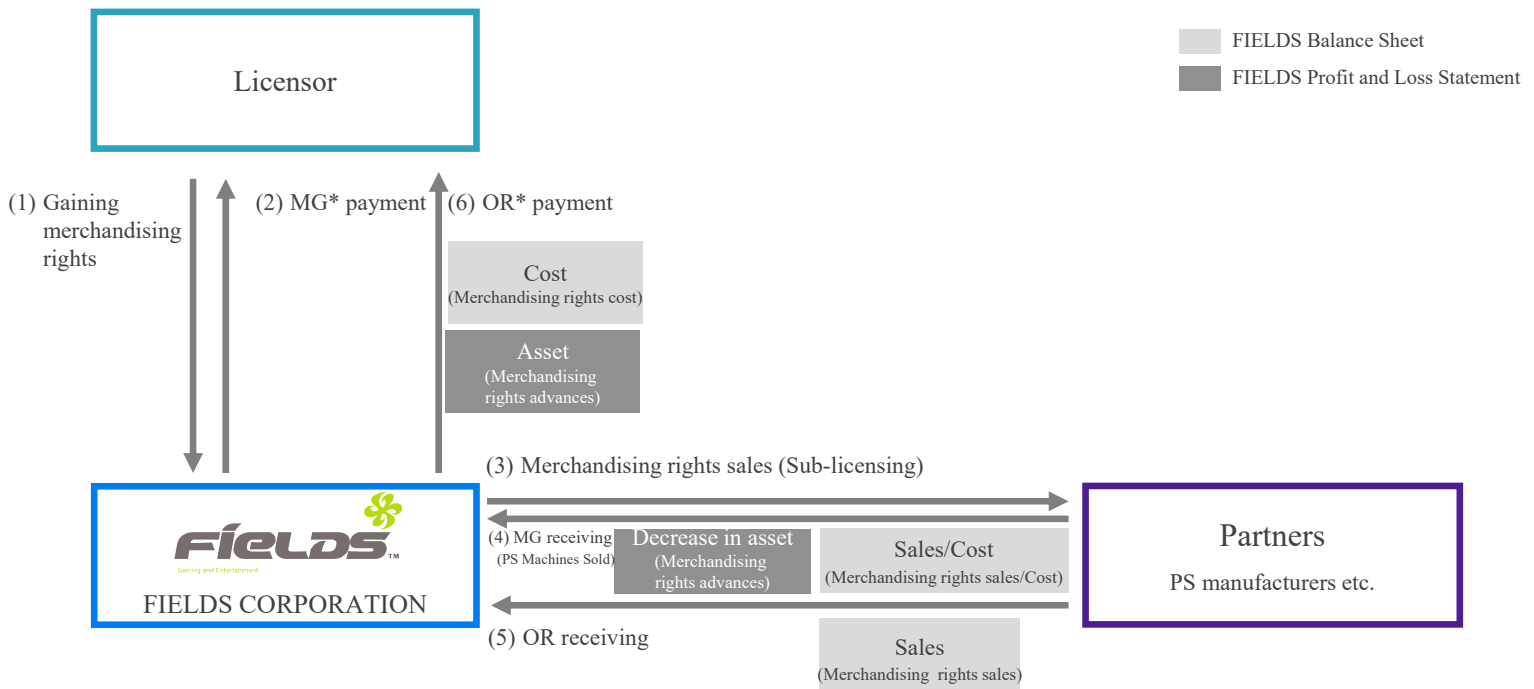 Licensor
FIELDS Balance Sheet
FIELDS Profit and Loss Statement
(1) Gaining
merchandising
rights
(2) MG* payment
(6) OR* payment
Cost
(Merchandising rights cost)
Asset
(Merchandising
rights advances)
(3) Merchandising rights sales (Sub-licensing)
FIELDS™
Gaming and Entertainment
FIELDS CORPORATION
(4) MG receiving
(PS Machines Sold)
Decrease in asset
(Merchandising
rights advances)
Sales/Cost
(Merchandising rights sales/Cost)
Partners
PS manufacturers etc.
(5) OR receiving
Sales
(Merchandising rights sales)